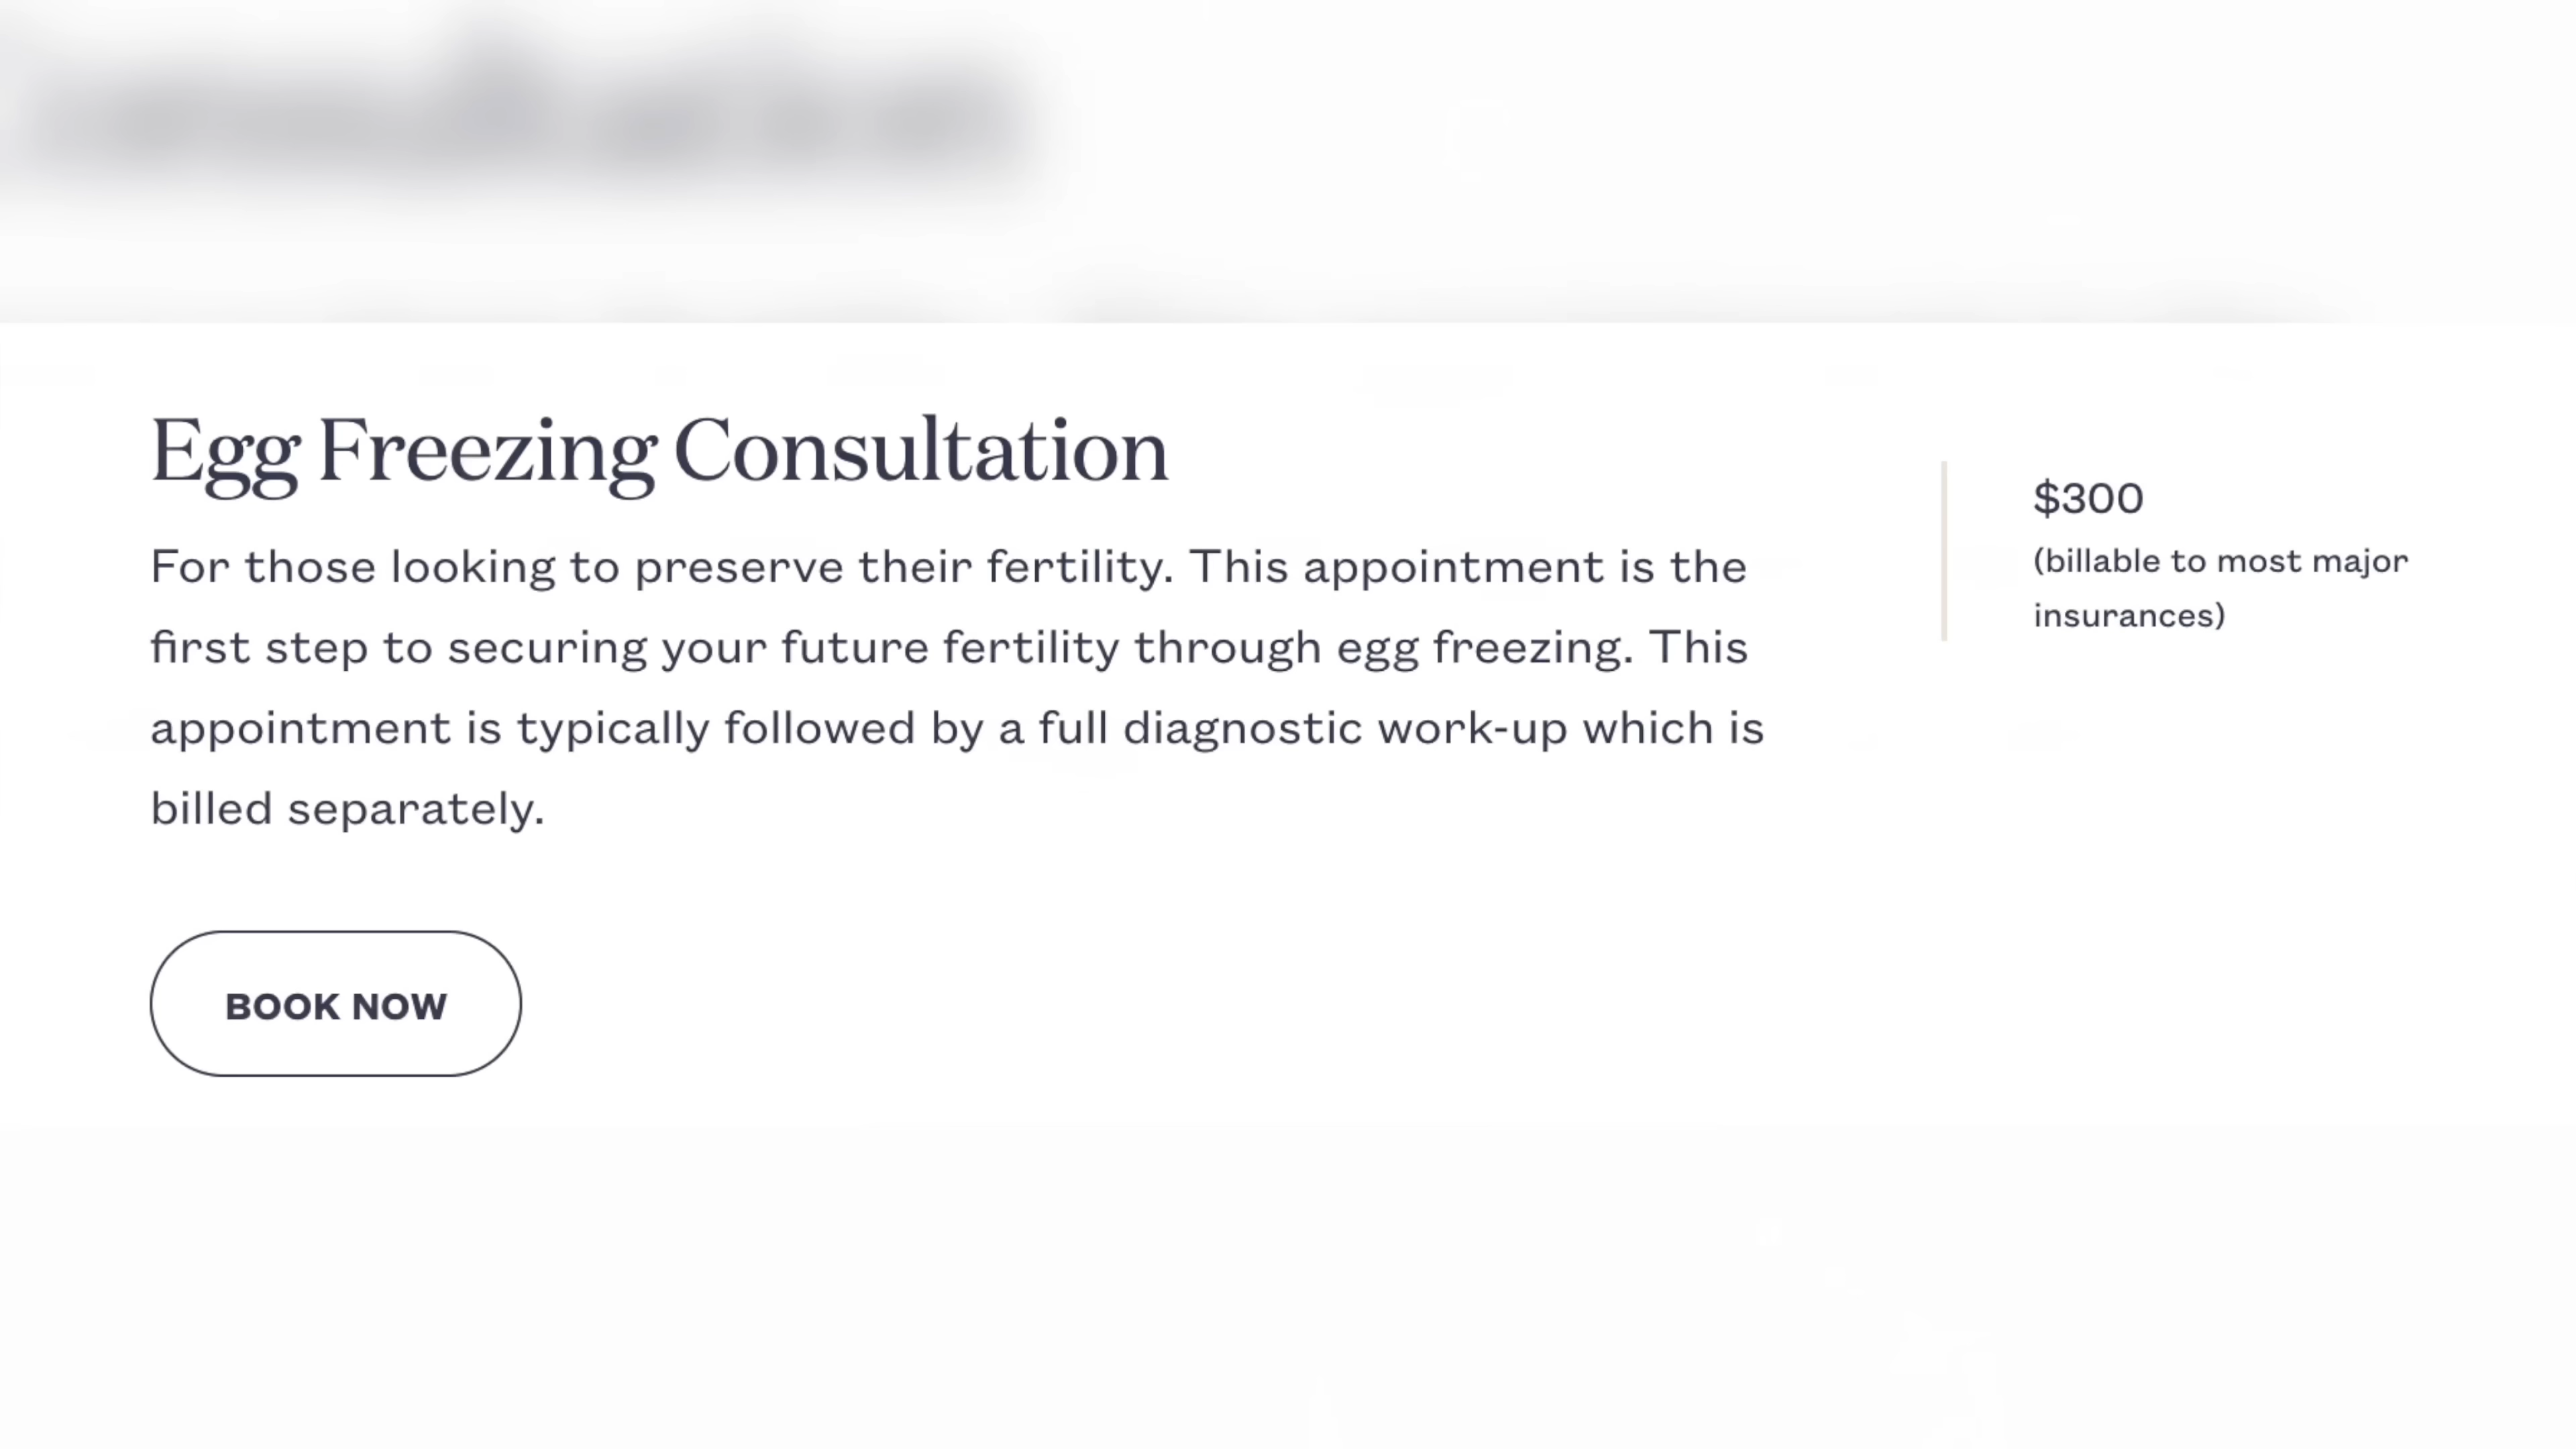 Egg Freezing Consultation
For those looking to preserve their fertility. This appointment is the
first step to securing your future fertility through egg freezing. This
appointment is typically followed by a full diagnostic work-up which is
billed separately.
$300
(billable to most major
insurances)
BOOK NOW